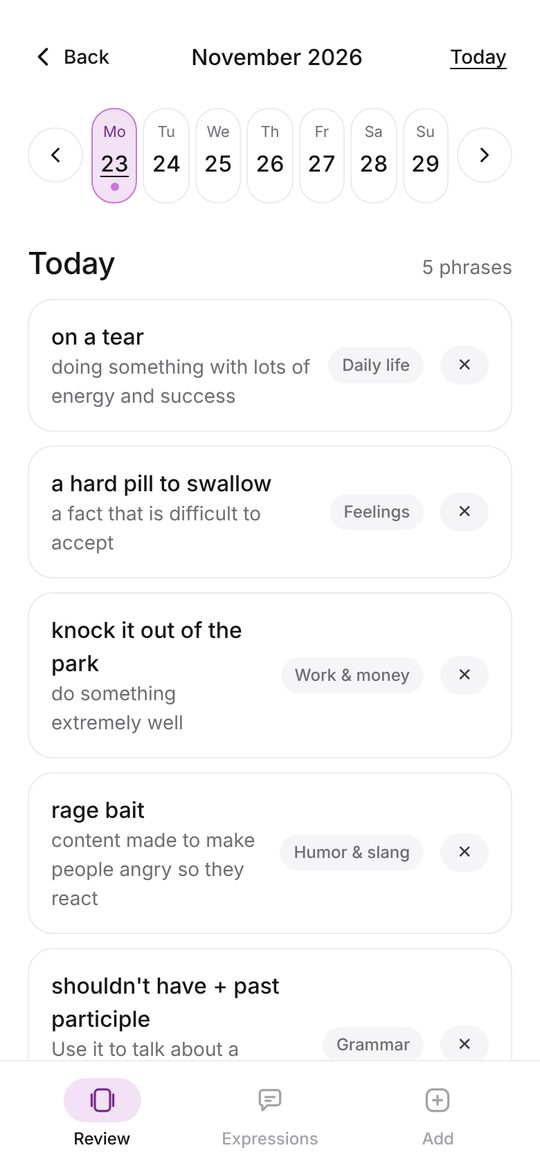 Back
November 2026
Today
Mo Tu We Th Fr Sa Su
23 24 25 26 27 28 29
Today
5 phrases
on a tear
doing something with lots of
energy and success
Daily life
a hard pill to swallow
a fact that is difficult to
accept
Feelings
knock it out of the
park
do something
extremely well
Work & money
rage bait
content made to make
people angry so they
react
Humor & slang
shouldn't have + past
participle
Use it to talk about a
Grammar
Review
Expressions
Add